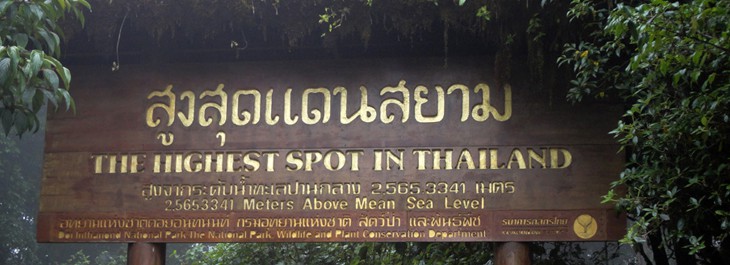 สูงสุดแดนสยาม
THE HIGHEST SPOT IN THAILAND
สูงจากระดับน้ำทะเลปานกลาง 2,565.3341 เมตร
2,565.3341 Meters Above Mean Sea Level
อุทยานแห่งชาติดอยอินทนนท์ กรมอุทยานแห่งชาติ สัตว์ป่า และพันธุ์พืช
Doi Inthanond National Park The National Park, Wildlife and Plant Conservation Department